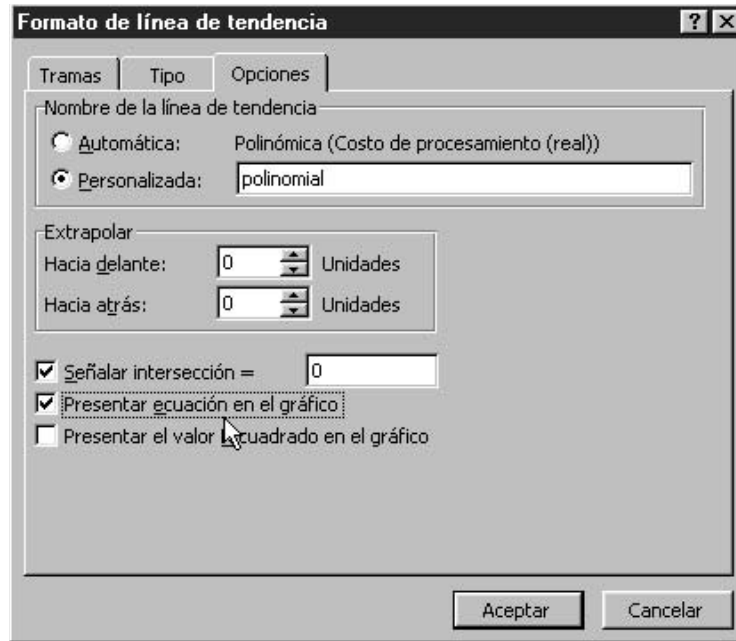 Formato de línea de tendencia
Tramas Tipo Opciones
Nombre de la línea de tendencia
Automática: Polinómica (Costo de procesamiento (real))
Personalizada: polinomial
Extrapolar
Hacia delante: 0 Unidades
Hacia atrás: 0 Unidades
Señalar intersección = 0
Presentar ecuación en el gráfico
Presentar el valor cuadrado en el gráfico
Aceptar Cancelar